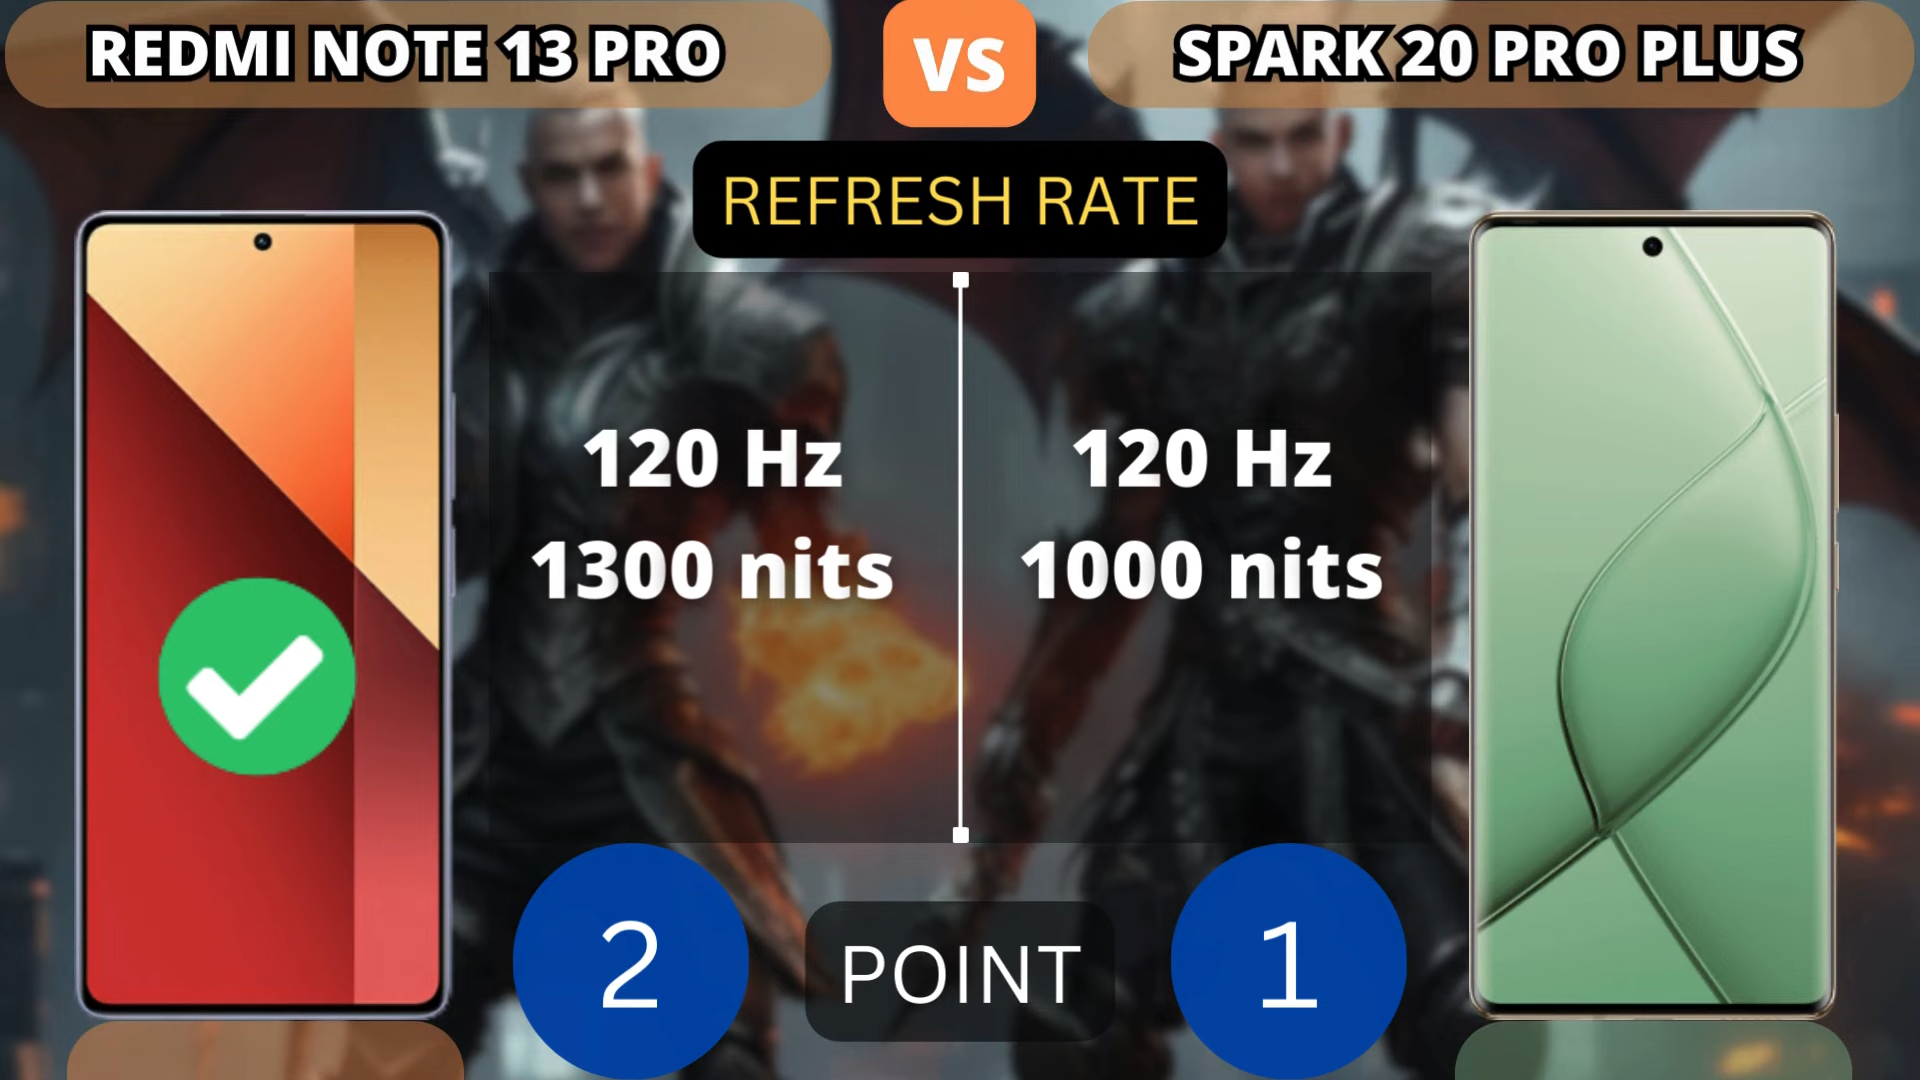 REDMI NOTE 13 PRO
VS
SPARK 20 PRO PLUS
REFRESH RATE
120 Hz
1300 nits
120 Hz
1000 nits
2
POINT
1